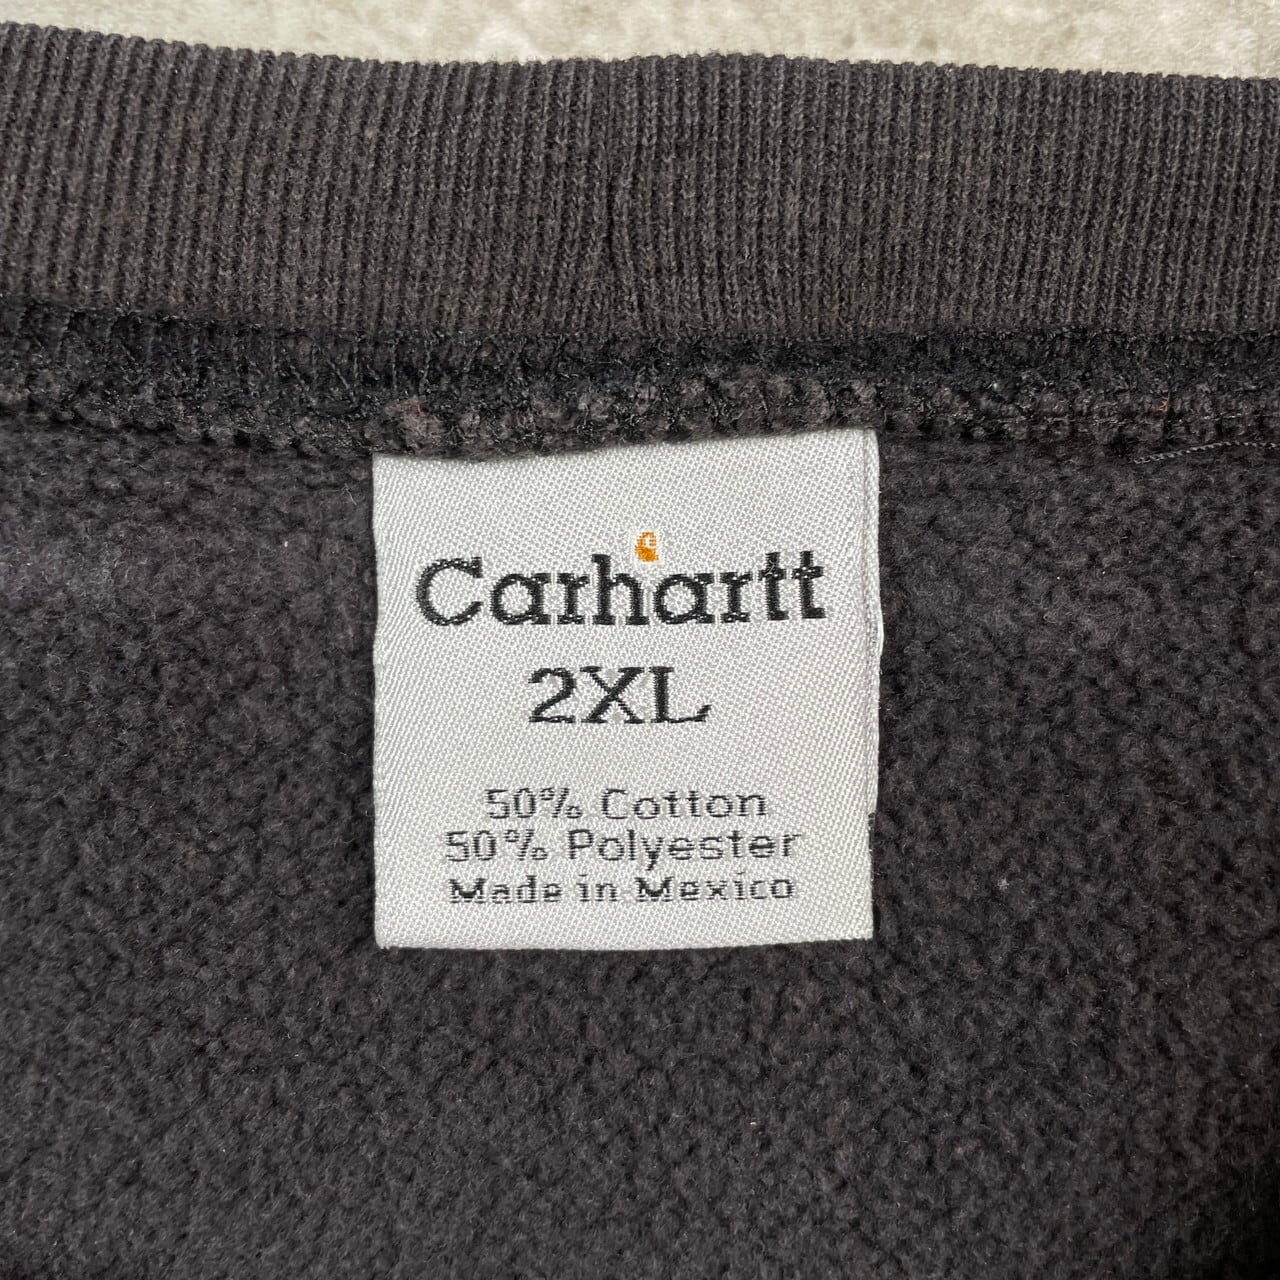 Carhartt
2XL
50% Cotton
50% Polyester
Made in Mexico